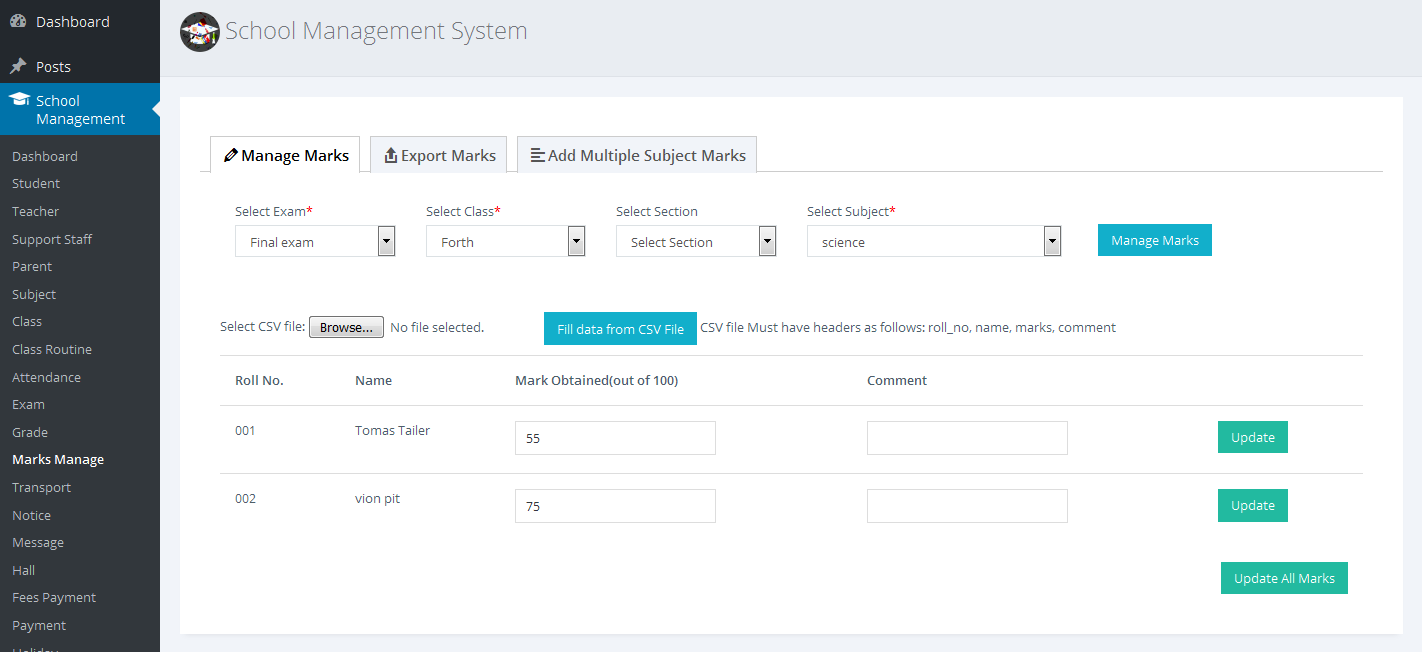 Dashboard
Posts
School
Management
Dashboard
Student
Teacher
Support Staff
Parent
Subject
Class
Class Routine
Attendance
Exam
Grade
Marks Manage
Transport
Notice
Message
Hall
Fees Payment
Payment
Holiday
School Management System
Manage Marks Export Marks Add Multiple Subject Marks
Select Exam* Select Class* Select Section Select Subject*
Final exam Forth Select Section science Manage Marks
Select CSV file: Browse... No file selected. Fill data from CSV File CSV file Must have headers as follows: roll_no, name, marks, comment
Roll No. Name Mark Obtained(out of 100) Comment
001 Tomas Tailer 55 Update
002 vion pit 75 Update
Update All Marks